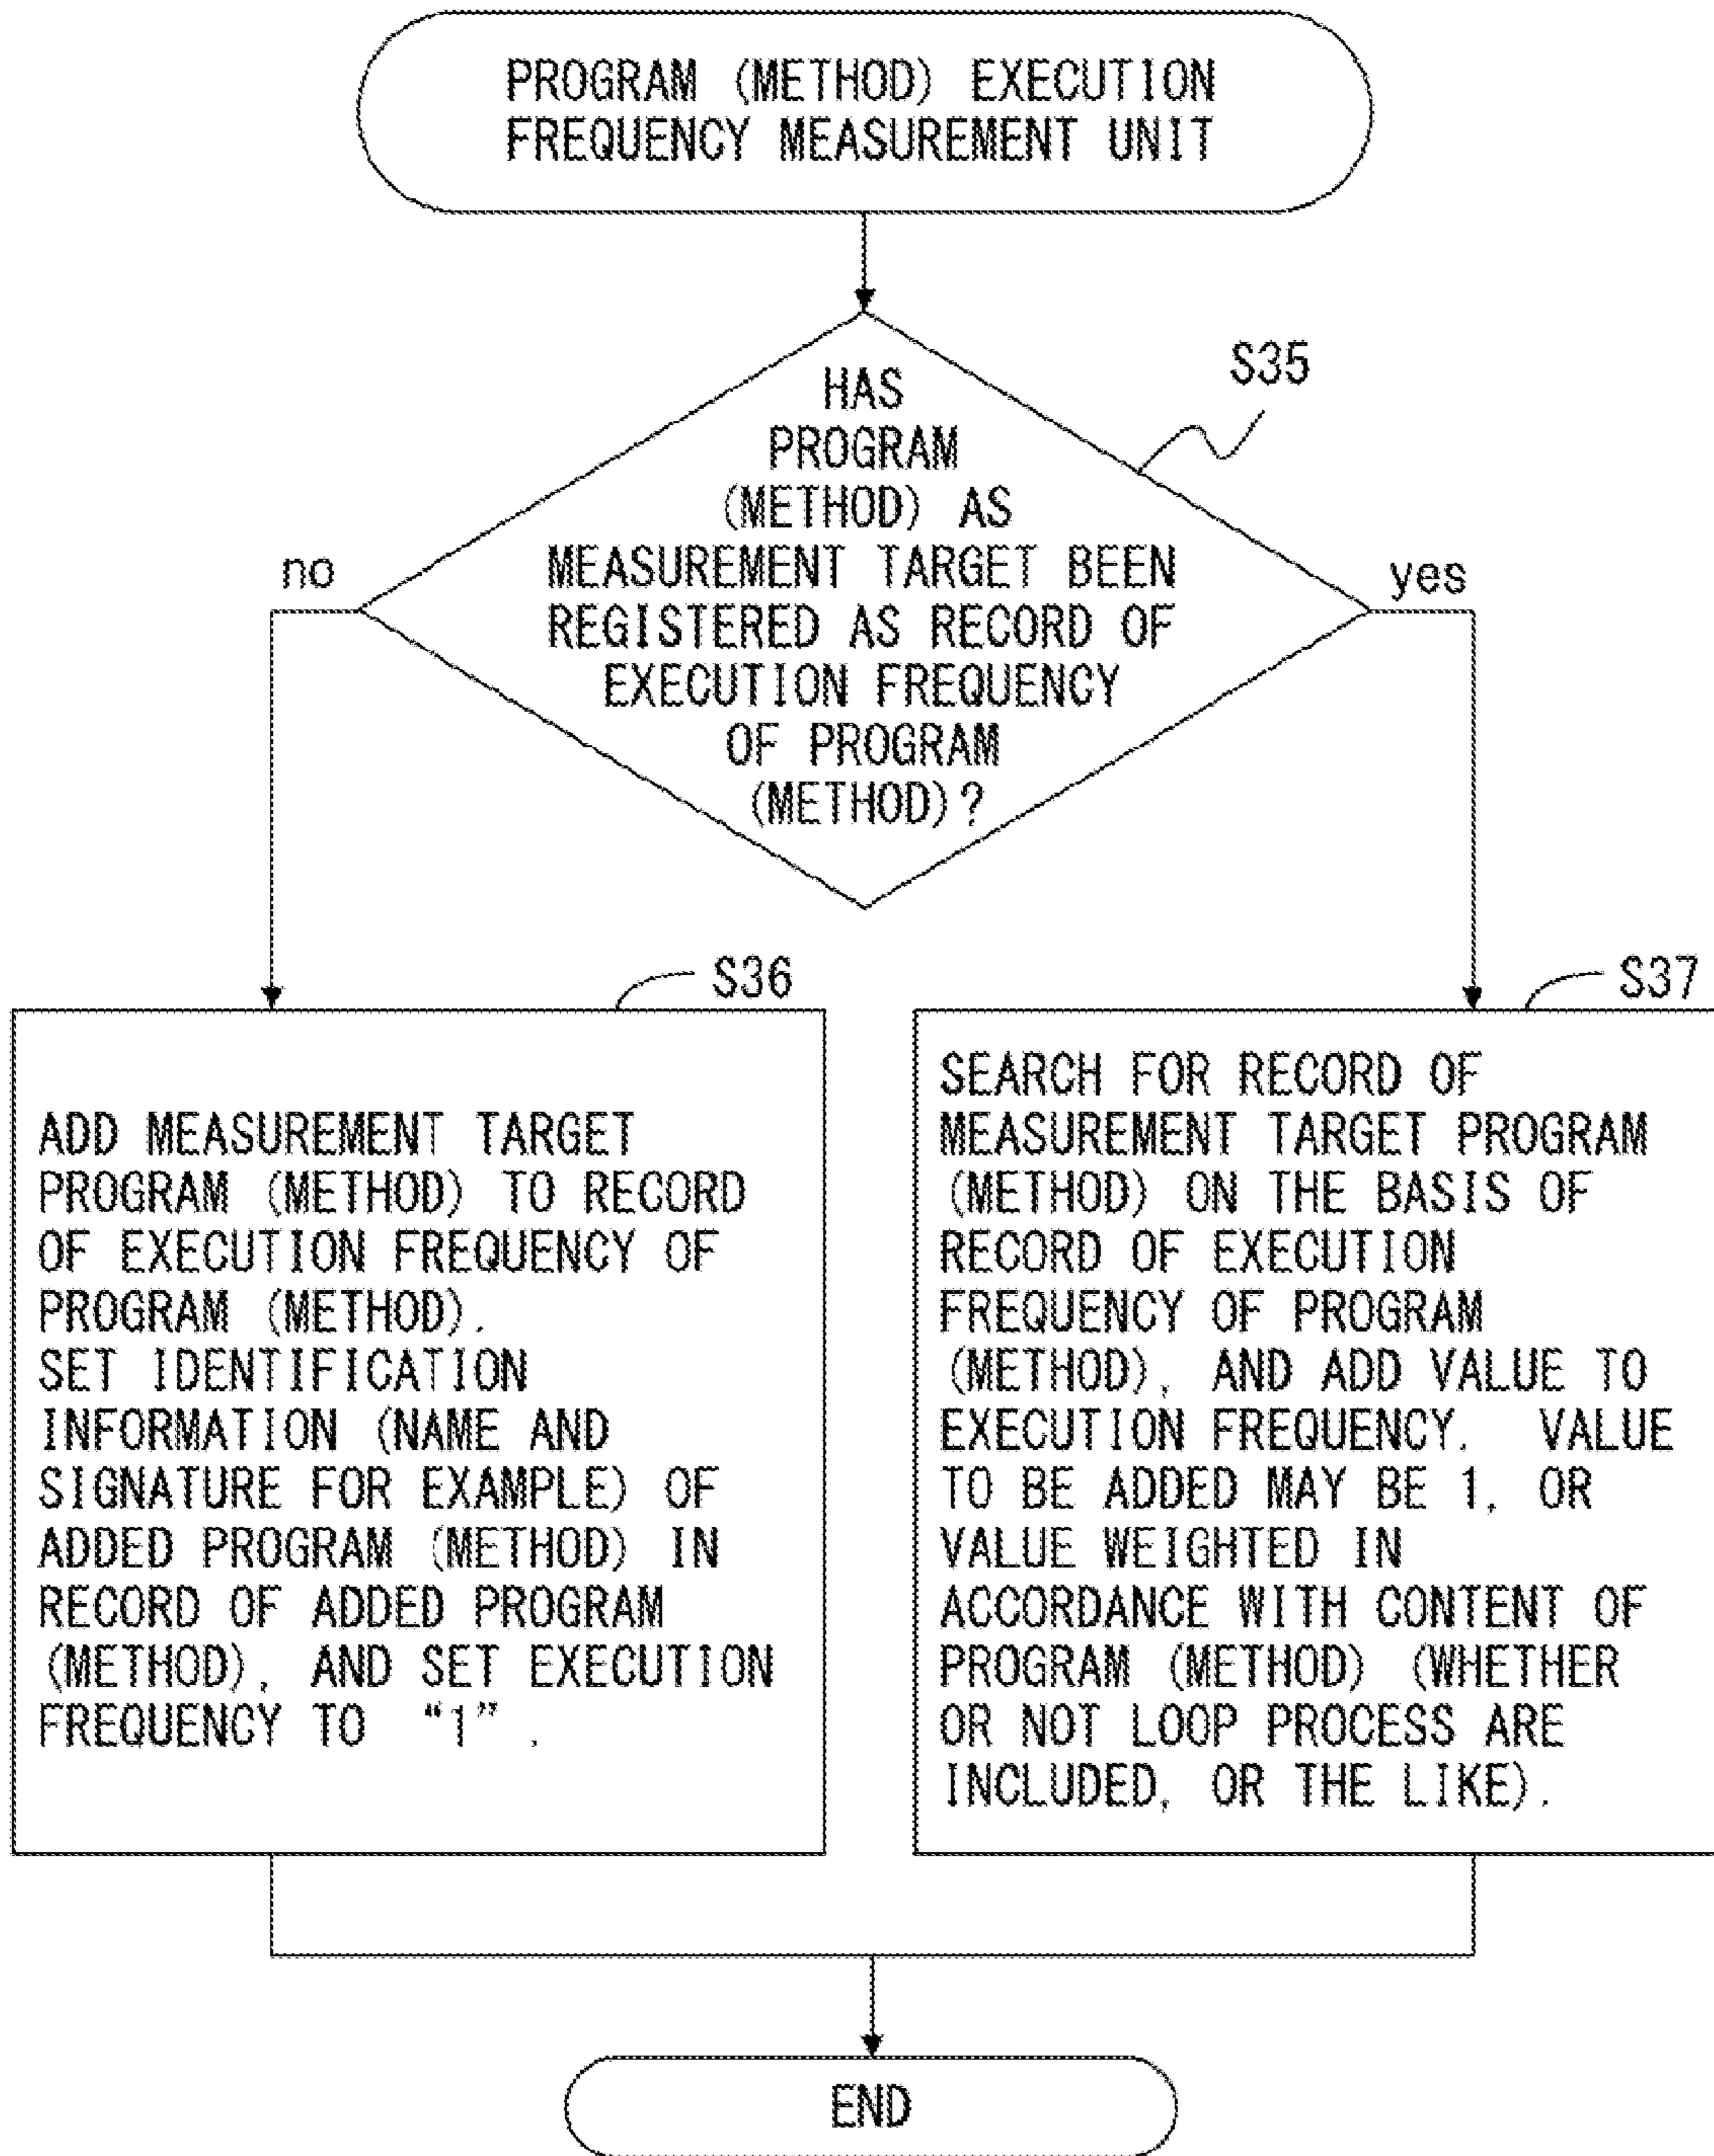 PROGRAM (METHOD) EXECUTION
FREQUENCY MEASUREMENT UNIT
S35
HAS
PROGRAM
(METHOD) AS
MEASUREMENT TARGET BEEN
REGISTERED AS RECORD OF
EXECUTION FREQUENCY
OF PROGRAM
(METHOD)?
no
yes
S36
ADD MEASUREMENT TARGET
PROGRAM (METHOD) TO RECORD
OF EXECUTION FREQUENCY OF
PROGRAM (METHOD).
SET IDENTIFICATION
INFORMATION (NAME AND
SIGNATURE FOR EXAMPLE) OF
ADDED PROGRAM (METHOD) IN
RECORD OF ADDED PROGRAM
(METHOD), AND SET EXECUTION
FREQUENCY TO “1”.
S37
SEARCH FOR RECORD OF
MEASUREMENT TARGET PROGRAM
(METHOD) ON THE BASIS OF
RECORD OF EXECUTION
FREQUENCY OF PROGRAM
(METHOD), AND ADD VALUE TO
EXECUTION FREQUENCY. VALUE
TO BE ADDED MAY BE 1, OR
VALUE WEIGHTED IN
ACCORDANCE WITH CONTENT OF
PROGRAM (METHOD) (WHETHER
OR NOT LOOP PROCESS ARE
INCLUDED, OR THE LIKE).
END